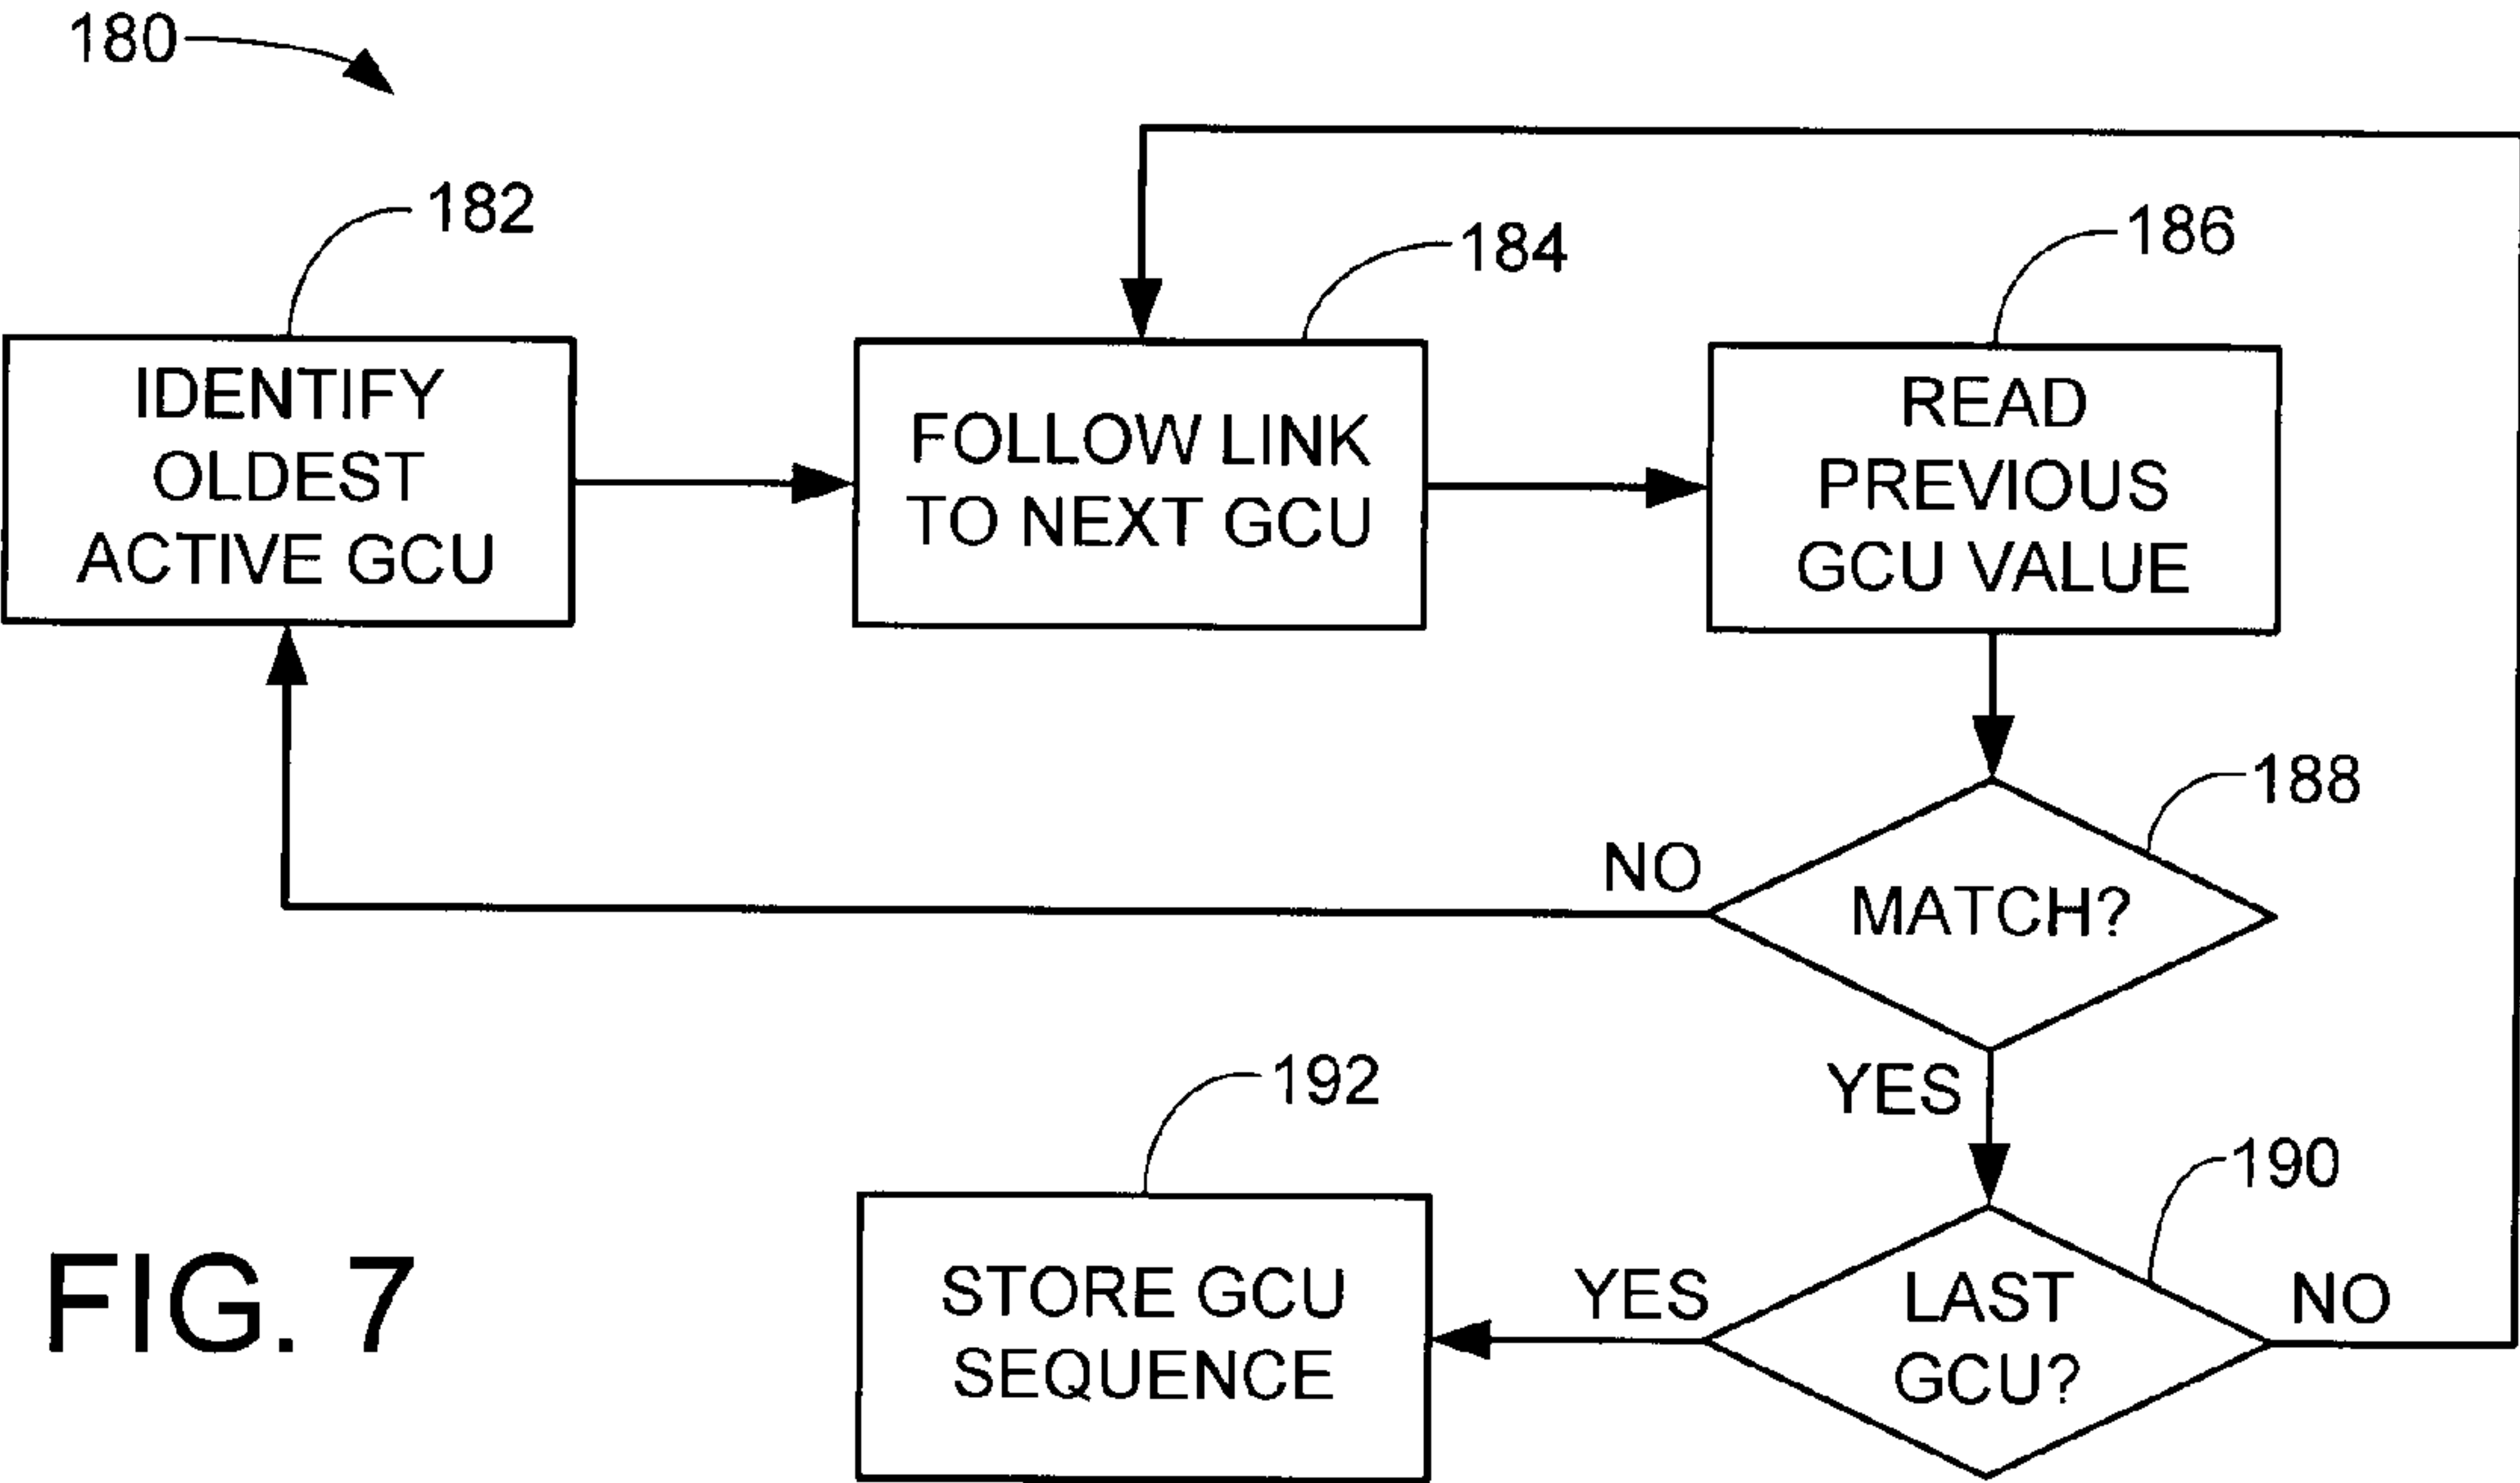 180
182
184
186
IDENTIFY
OLDEST
ACTIVE GCU
FOLLOW LINK
TO NEXT GCU
READ
PREVIOUS
GCU VALUE
188
NO
MATCH?
YES
192
190
STORE GCU
SEQUENCE
YES
LAST
GCU?
NO
FIG. 7